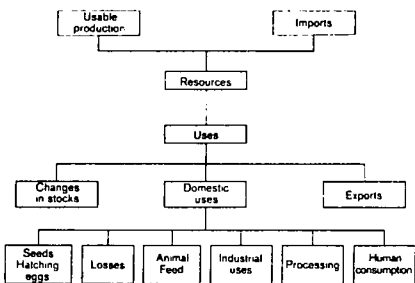 Usable
production
Imports
Resources
Uses
Changes
in stocks
Domestic
uses
Exports
Seeds
Hatching
eggs
Losses
Animal
Feed
Industrial
uses
Processing
Human
consumption